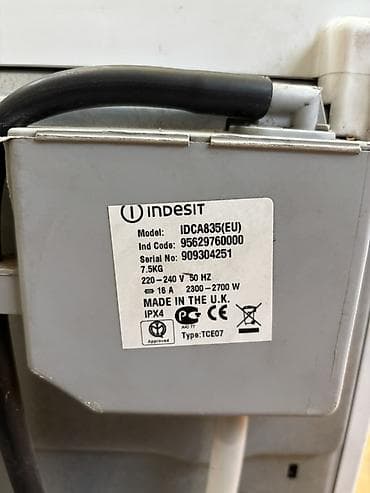 indesit
Model: IDCA835(EU)
Ind Code: 95629760000
Serial No: 909304251
7.5KG
220-240 V 50 HZ
16 A 2300-2700 W
MADE IN THE U.K.
IPX4
CE
Approved
Type:TCE07